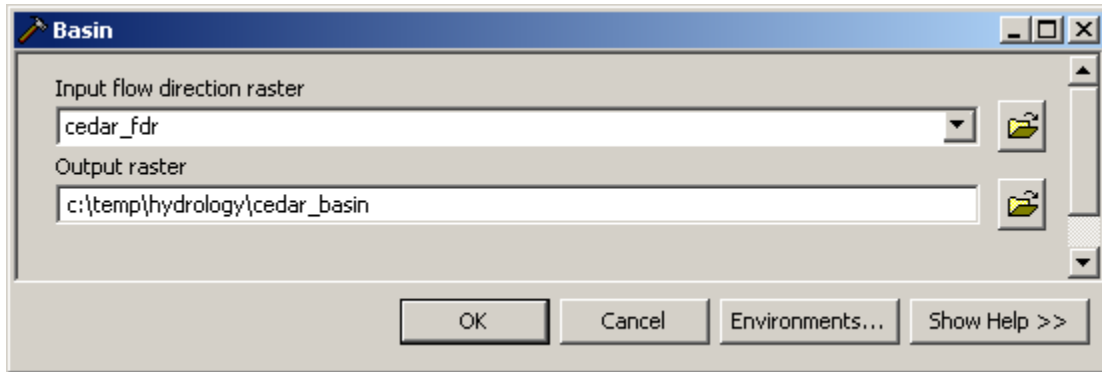 Basin
Input flow direction raster
cedar_fdr
Output raster
c:\temp\hydrology\cedar_basin
OK Cancel Environments... Show Help >>